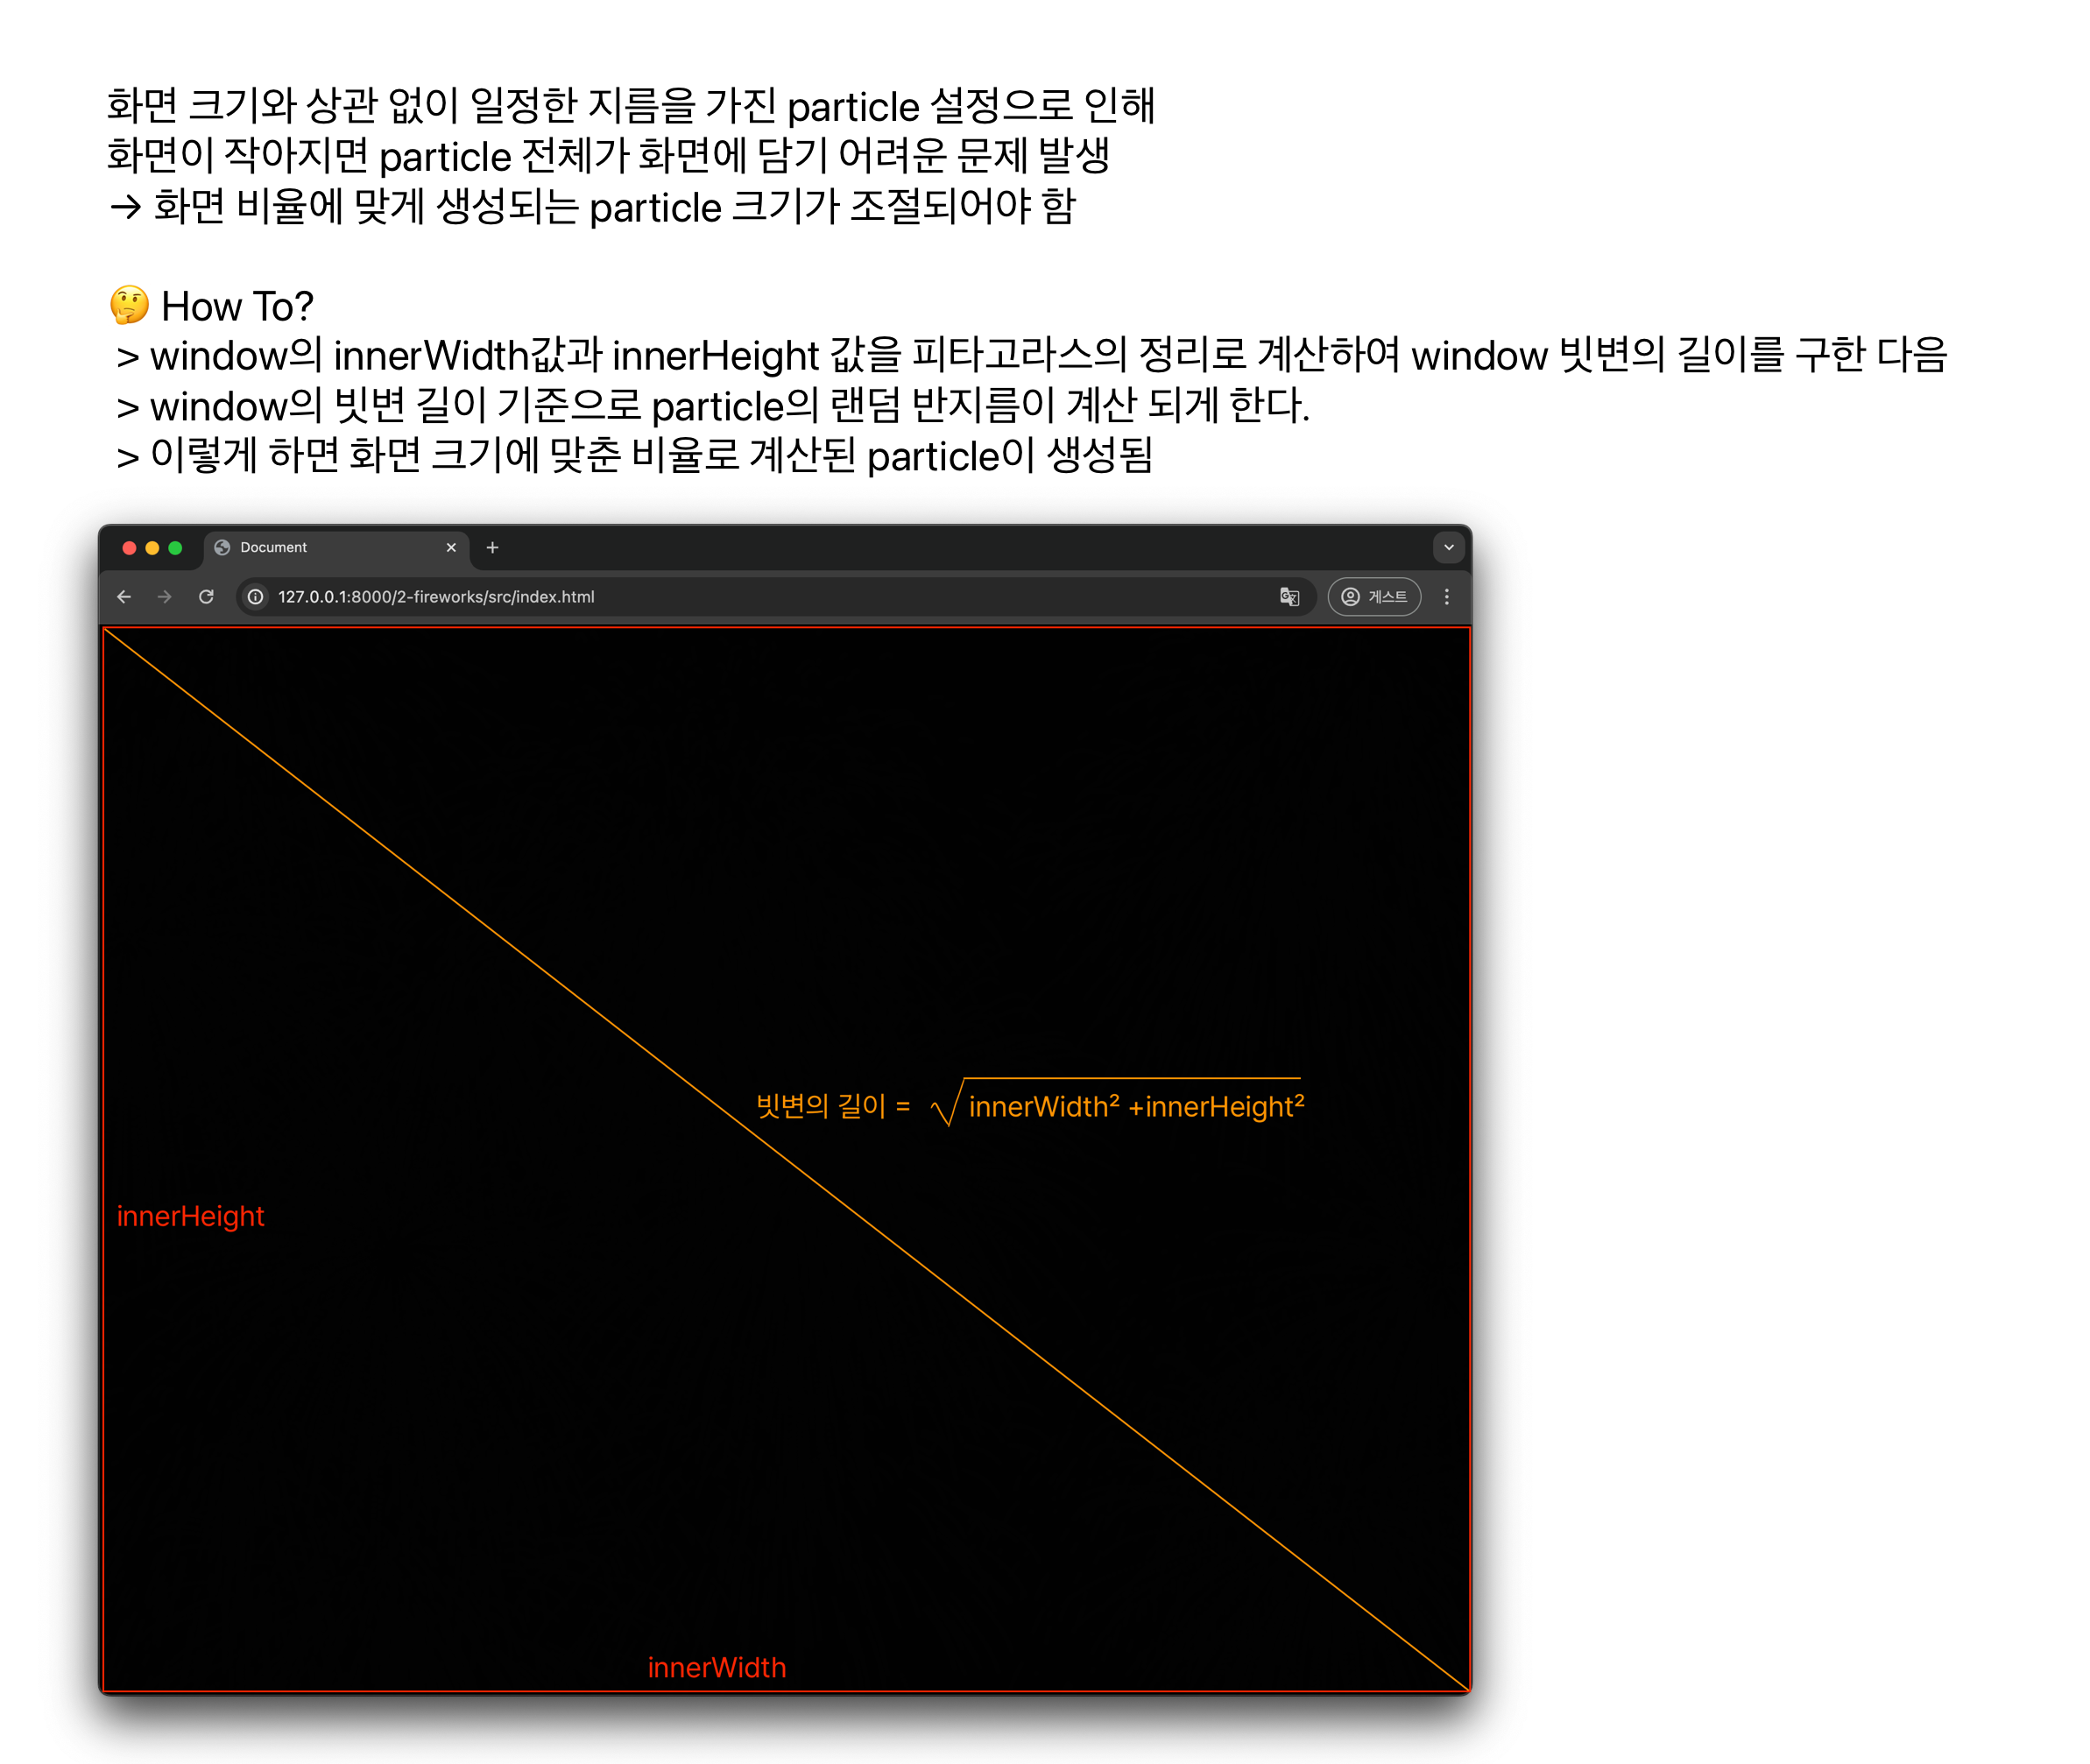 화면 크기와 상관 없이 일정한 지름을 가진 particle 설정으로 인해
화면이 작아지면 particle 전체가 화면에 담기 어려운 문제 발생
→ 화면 비율에 맞게 생성되는 particle 크기가 조절되어야 함
🤔 How To?
> window의 innerWidth값과 innerHeight 값을 피타고라스의 정리로 계산하여 window 빗변의 길이를 구한 다음
> window의 빗변 길이 기준으로 particle의 랜덤 반지름이 계산 되게 한다.
> 이렇게 하면 화면 크기에 맞춘 비율로 계산된 particle이 생성됨
Document
127.0.0.1:8000/2-fireworks/src/index.html
게스트
빗변의 길이 = √innerWidth² +innerHeight²
innerHeight
innerWidth